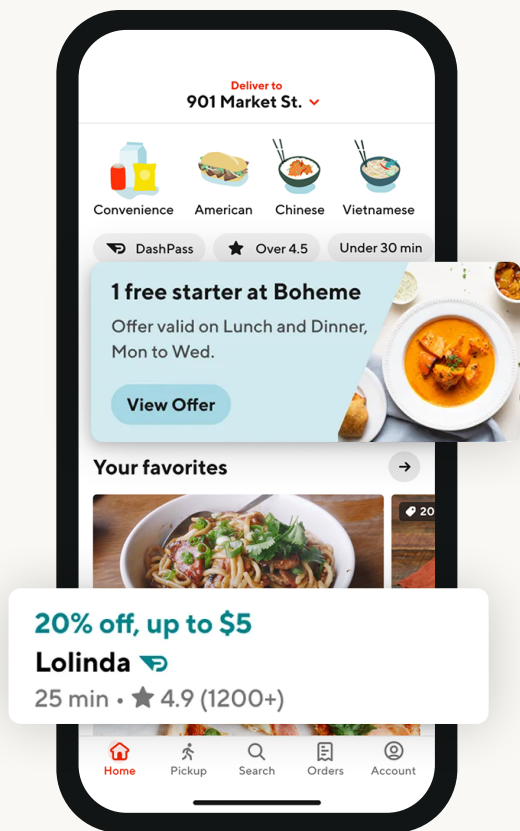 Deliver to
901 Market St.
Convenience American Chinese Vietnamese
DashPass Over 4.5 Under 30 min
1 free starter at Boheme
Offer valid on Lunch and Dinner,
Mon to Wed.
View Offer
Your favorites
20
20% off, up to $5
Lolinda
25 min • ★ 4.9 (1200+)
Home Pickup Search Orders Account